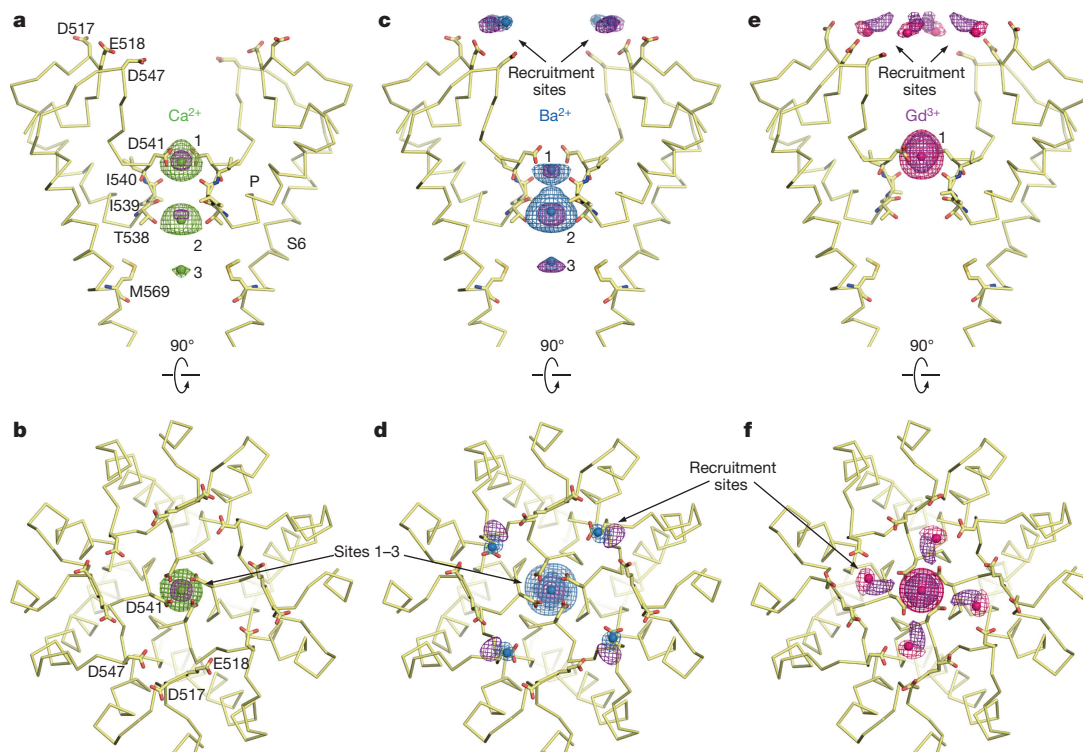 a
D517
E518
D547
Ca2+
D541
1
I540
I539
P
T538
2
S6
3
M569
90°
c
Recruitment
sites
Ba2+
1
2
3
90°
e
Recruitment
sites
Gd3+
1
90°
b
Sites 1–3
D541
D547
E518
D517
d
Recruitment
sites
f